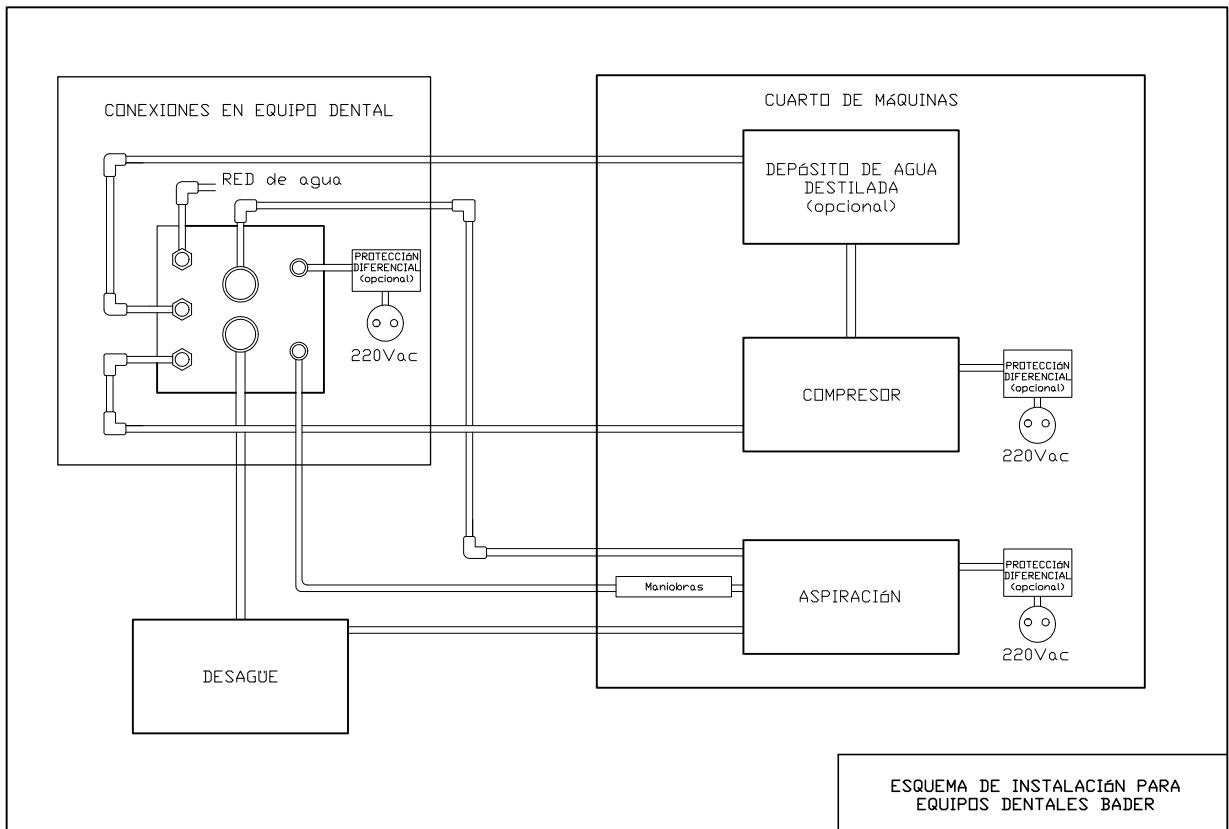 CONEXIONES EN EQUIPO DENTAL
RED de agua
PROTECCIóN
DIFERENCIAL
(opcional)
220Vac
CUARTO DE MáQUINAS
DEPóSITO DE AGUA
DESTILADA
(opcional)
COMPRESOR
PROTECCIóN
DIFERENCIAL
(opcional)
220Vac
Maniobras
ASPIRACIóN
PROTECCIóN
DIFERENCIAL
(opcional)
220Vac
DESAGÜE
ESQUEMA DE INSTALACIóN PARA
EQUIPOS DENTALES BADER